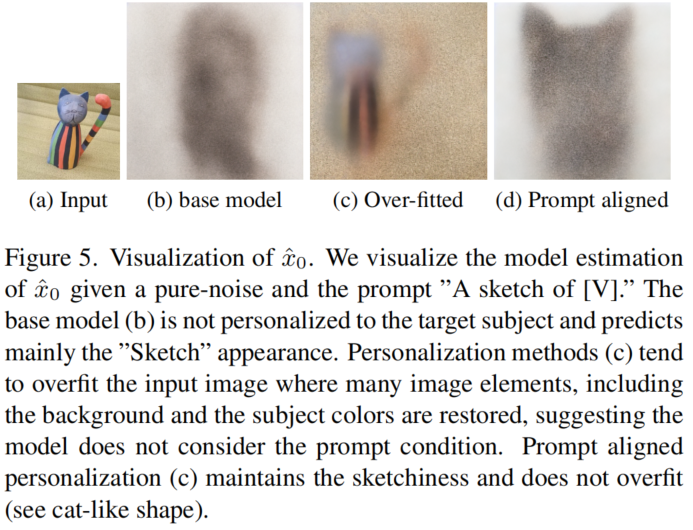 (a) Input
(b) base model
(c) Over-fitted
(d) Prompt aligned
Figure 5. Visualization of x̂₀. We visualize the model estimation
of x̂₀ given a pure-noise and the prompt ”A sketch of [V].” The
base model (b) is not personalized to the target subject and predicts
mainly the ”Sketch” appearance. Personalization methods (c) tend
to overfit the input image where many image elements, including
the background and the subject colors are restored, suggesting the
model does not consider the prompt condition. Prompt aligned
personalization (c) maintains the sketchiness and does not overfit
(see cat-like shape).